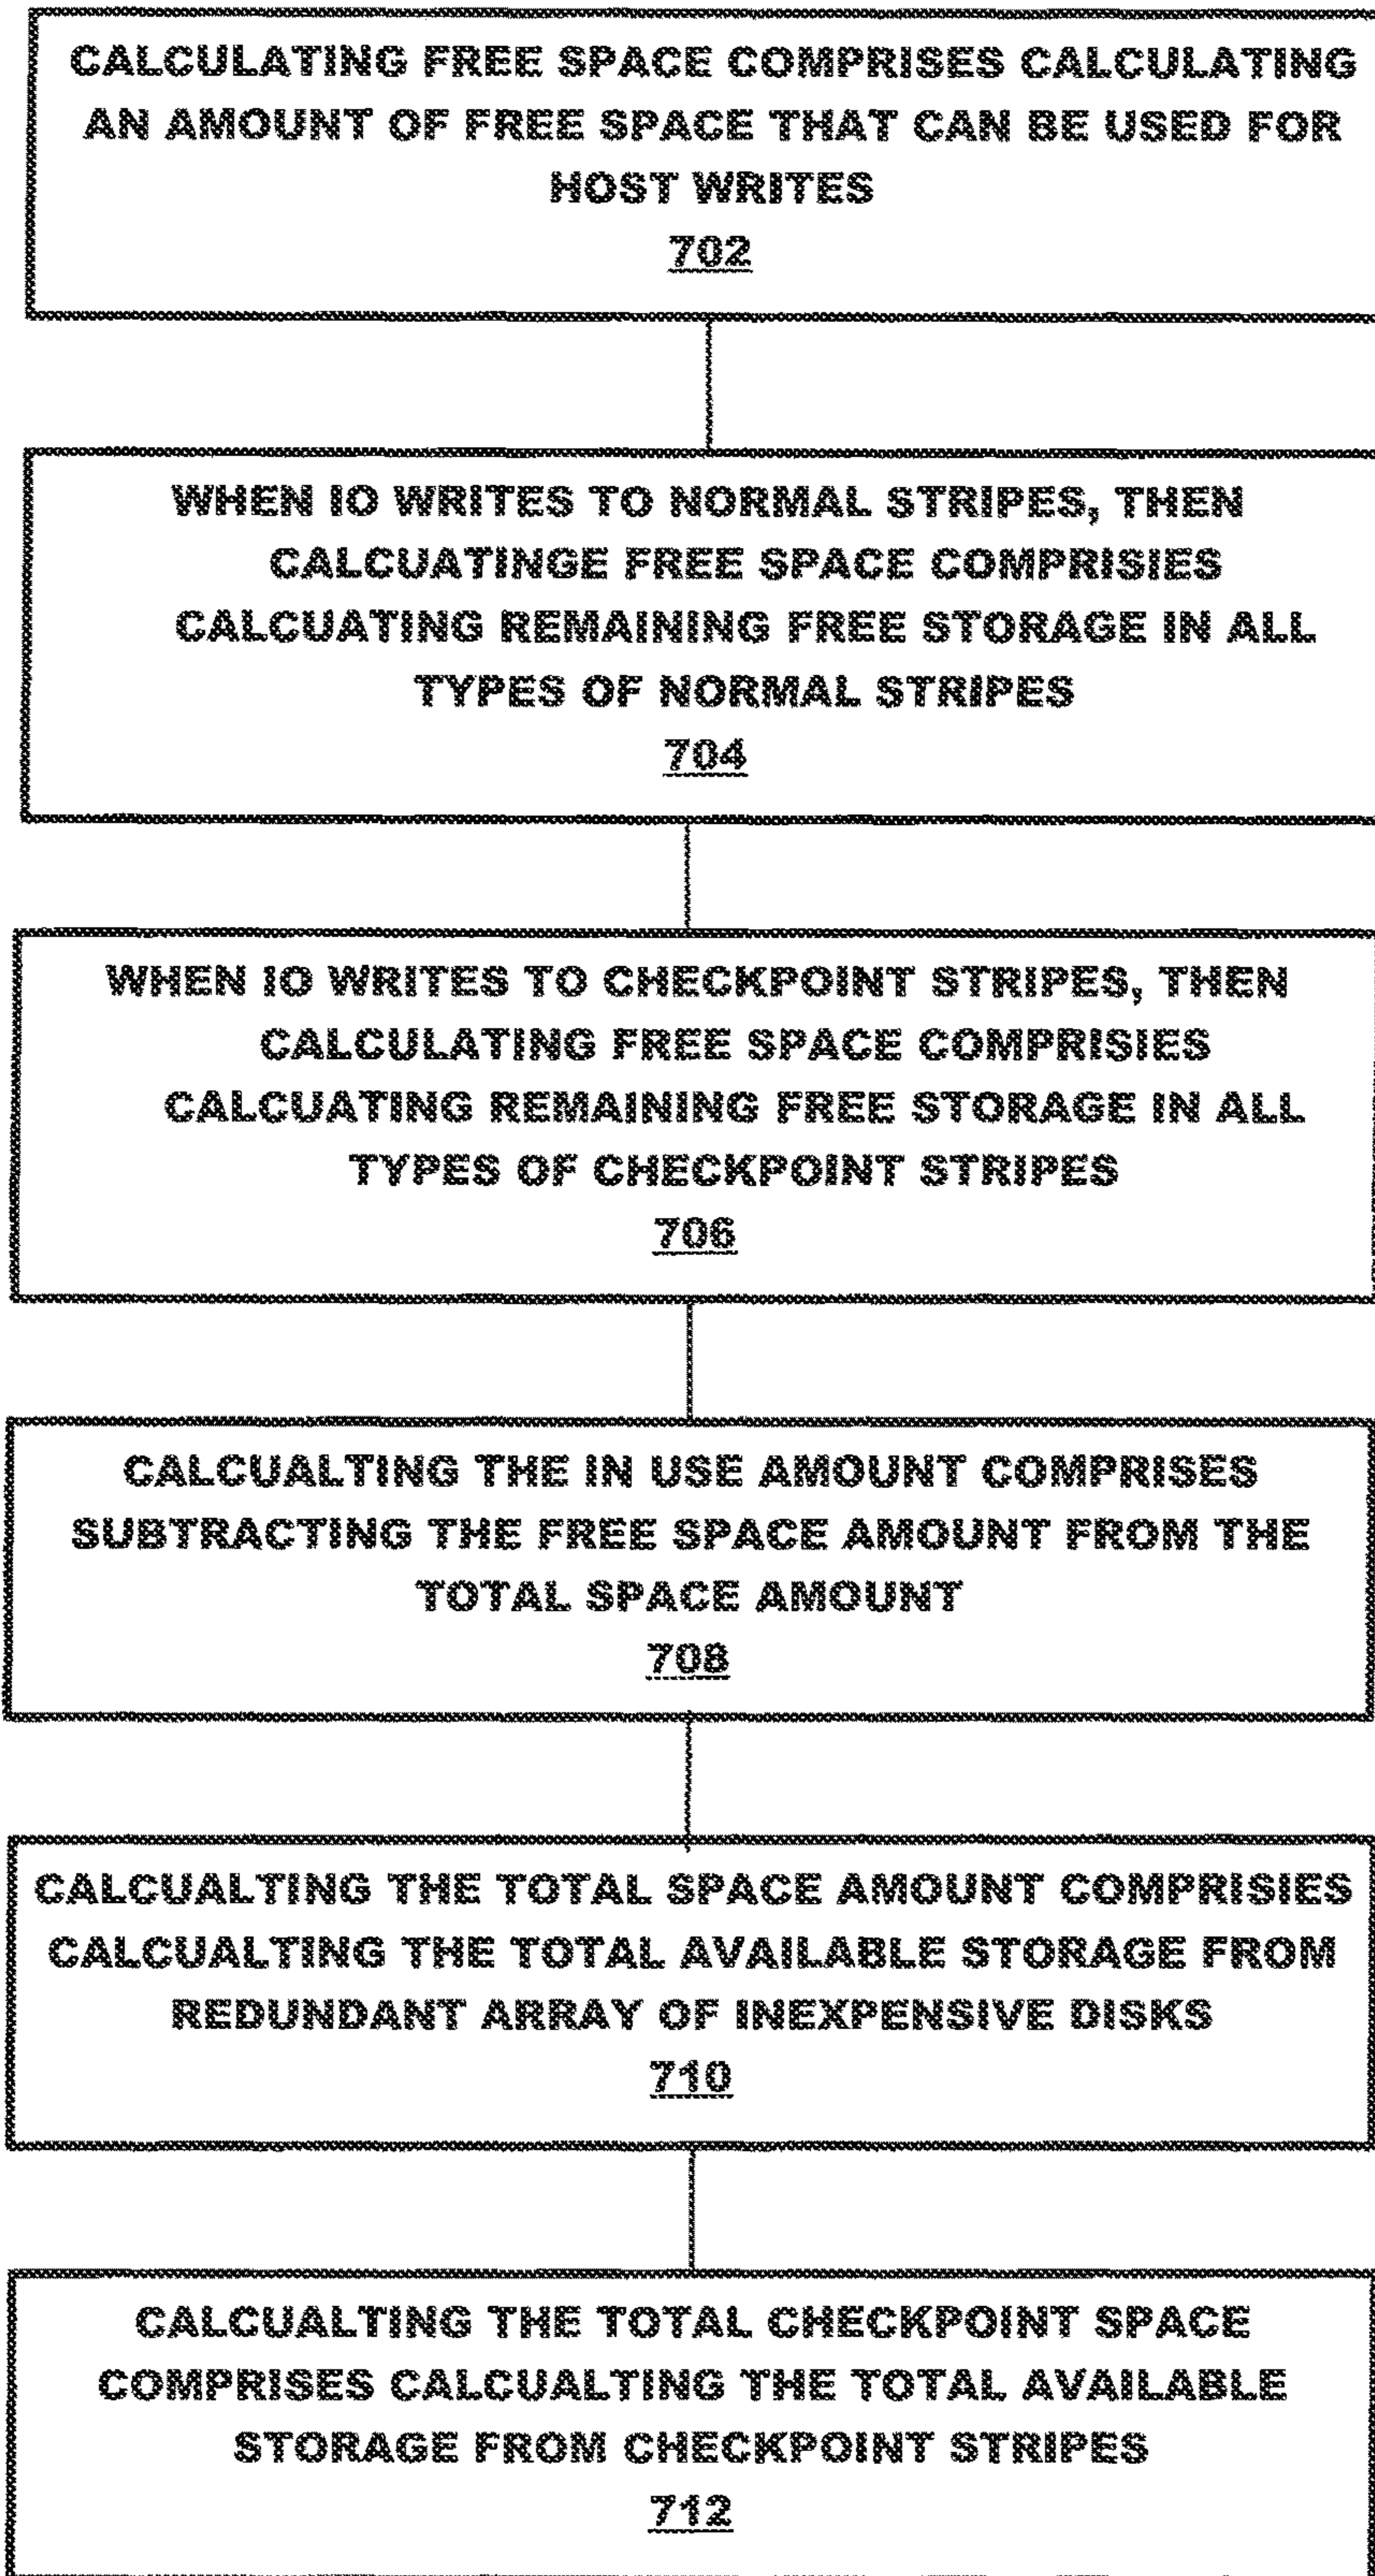 CALCULATING FREE SPACE COMPRISES CALCULATING
AN AMOUNT OF FREE SPACE THAT CAN BE USED FOR
HOST WRITES
702
WHEN IO WRITES TO NORMAL STRIPES, THEN
CALCUATINGE FREE SPACE COMPRISIES
CALCUATING REMAINING FREE STORAGE IN ALL
TYPES OF NORMAL STRIPES
704
WHEN IO WRITES TO CHECKPOINT STRIPES, THEN
CALCULATING FREE SPACE COMPRISIES
CALCUATING REMAINING FREE STORAGE IN ALL
TYPES OF CHECKPOINT STRIPES
706
CALCUALTING THE IN USE AMOUNT COMPRISES
SUBTRACTING THE FREE SPACE AMOUNT FROM THE
TOTAL SPACE AMOUNT
708
CALCUALTING THE TOTAL SPACE AMOUNT COMPRISIES
CALCUALTING THE TOTAL AVAILABLE STORAGE FROM
REDUNDANT ARRAY OF INEXPENSIVE DISKS
710
CALCUALTING THE TOTAL CHECKPOINT SPACE
COMPRISES CALCUALTING THE TOTAL AVAILABLE
STORAGE FROM CHECKPOINT STRIPES
712